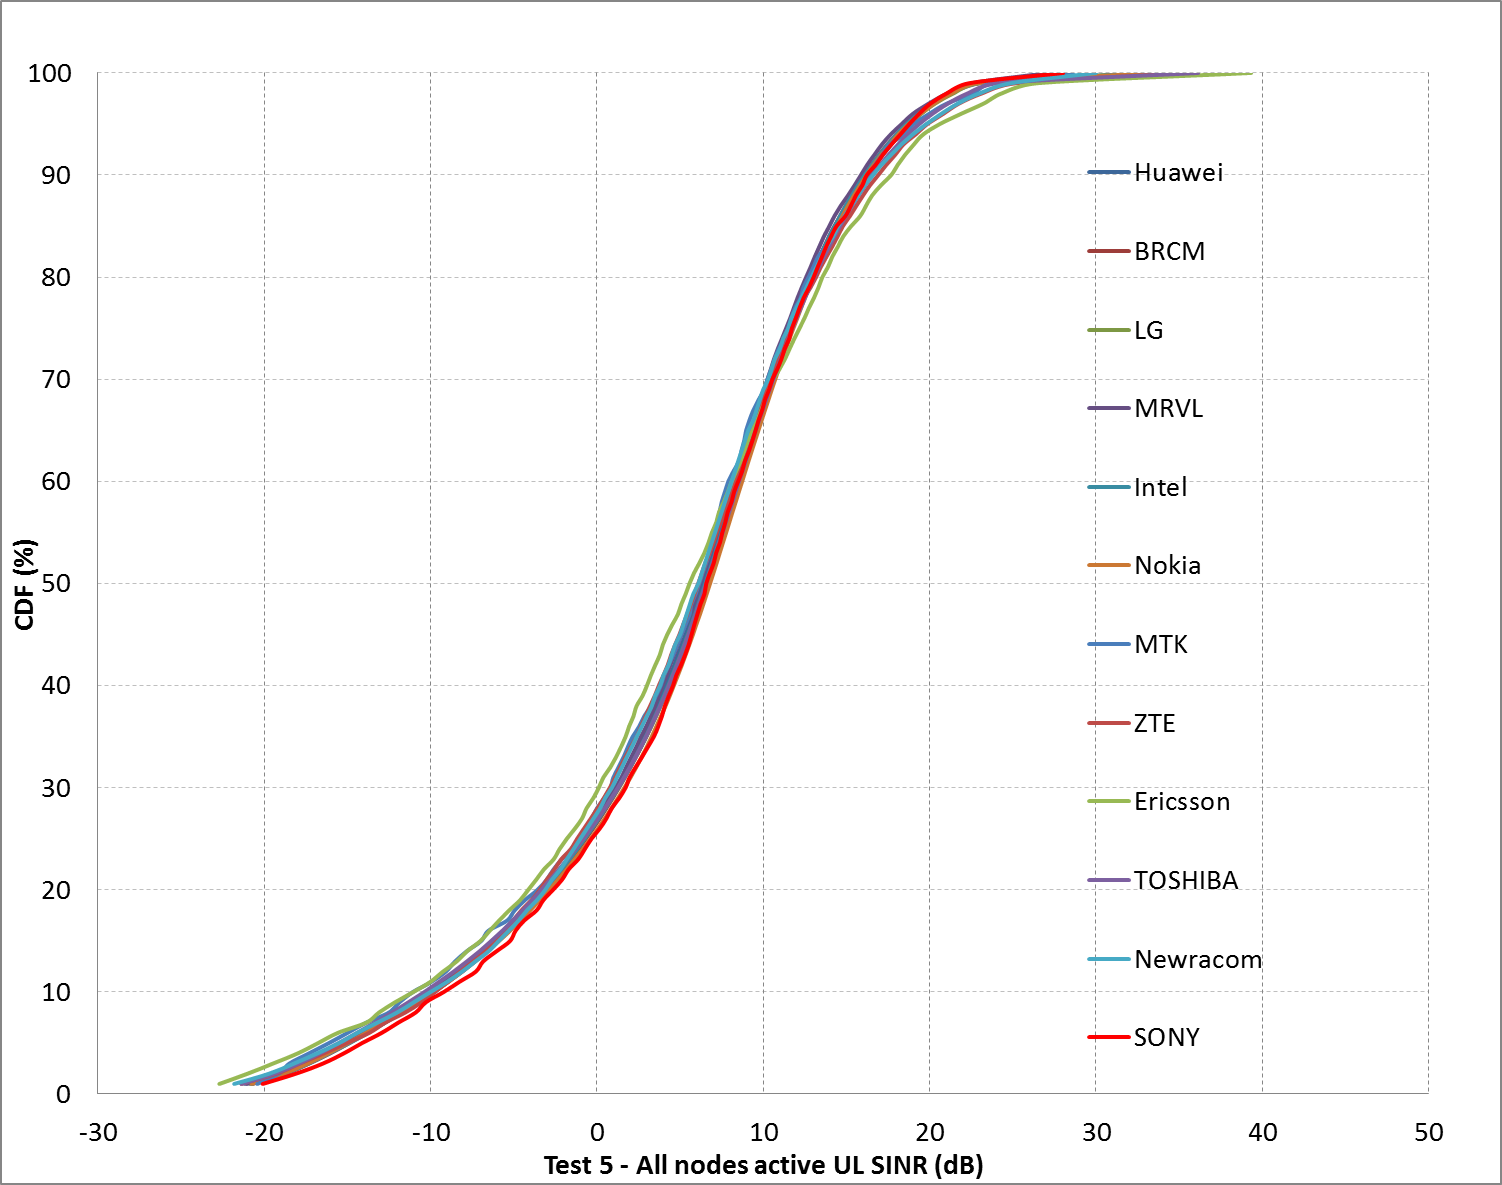 100
90
80
70
60
50
40
30
20
10
0
CDF (%)
-30 -20 -10 0 10 20 30 40 50
Test 5 - All nodes active UL SINR (dB)
Huawei
BRCM
LG
MRVL
Intel
Nokia
MTK
ZTE
Ericsson
TOSHIBA
Newracom
SONY